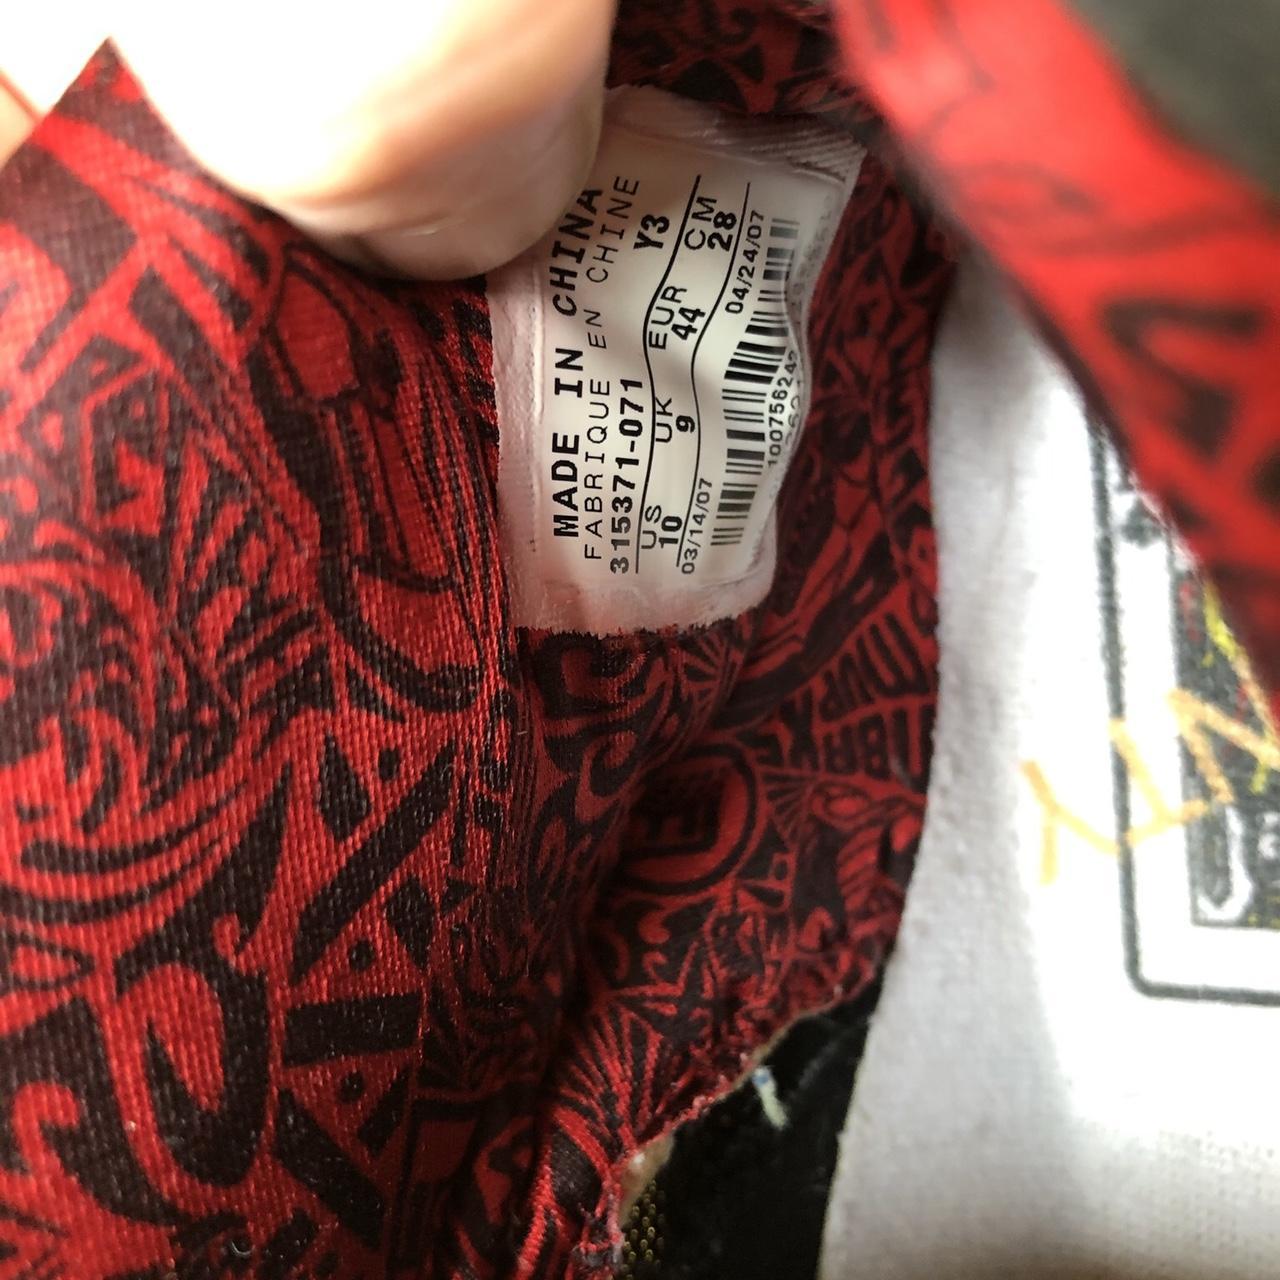 MADE IN CHINA
FABRIQUE EN CHINE
315371-071 Y3
US UK EUR CM
10 9 44 28
03/14/07 04/24/07
100756242